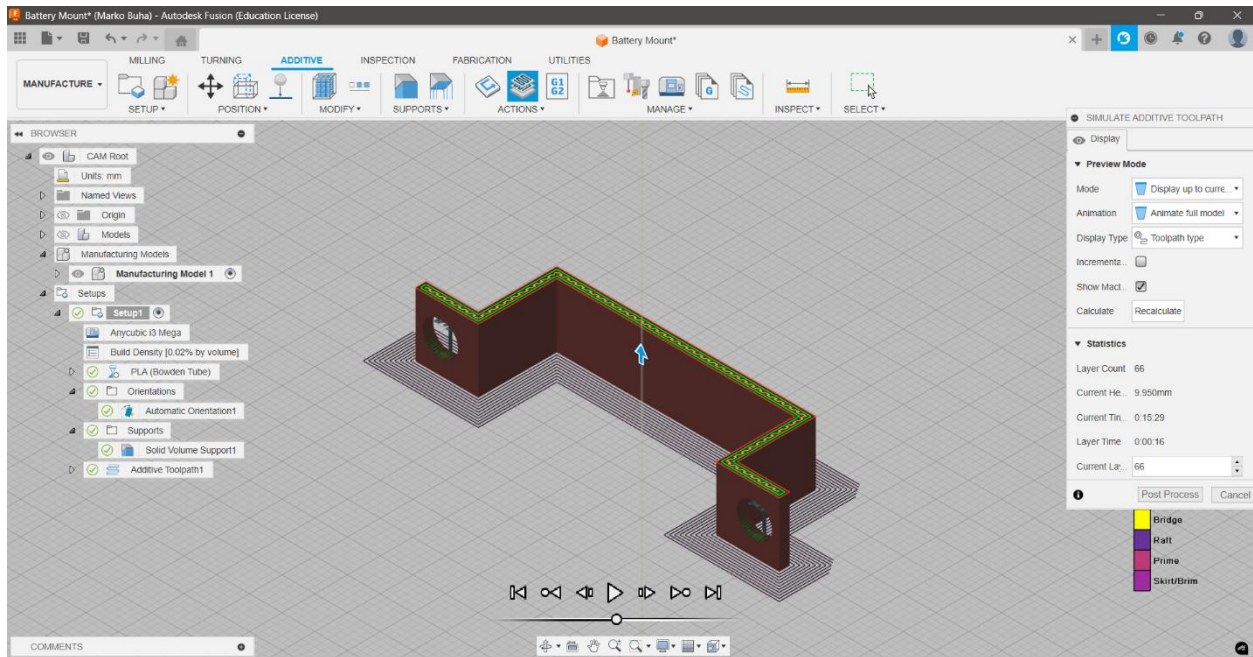 Battery Mount* (Marko Buha) - Autodesk Fusion (Education License)
Battery Mount*
MILLING TURNING ADDITIVE INSPECTION FABRICATION UTILITIES
MANUFACTURE
G1
G2
G
SETUP POSITION MODIFY SUPPORTS ACTIONS MANAGE INSPECT SELECT
BROWSER
CAM Root
Units: mm
Named Views
Origin
Models
Manufacturing Models
Manufacturing Model 1
Setups
Setup1
Anycubic i3 Mega
Build Density [0.02% by volume]
PLA (Bowden Tube)
Orientations
Automatic Orientation1
Supports
Solid Volume Support1
Additive Toolpath1
SIMULATE ADDITIVE TOOLPATH
Display
Preview Mode
Mode Display up to curre...
Animation Animate full model
Display Type Toolpath type
Incrementa...
Show Macl...
Calculate Recalculate
Statistics
Layer Count 66
Current He... 9.950mm
Current Tin... 0:15:29
Layer Time 0:00:16
Current Lay... 66
Post Process Cancel
Bridge
Raft
Prime
Skirt/Brim
COMMENTS